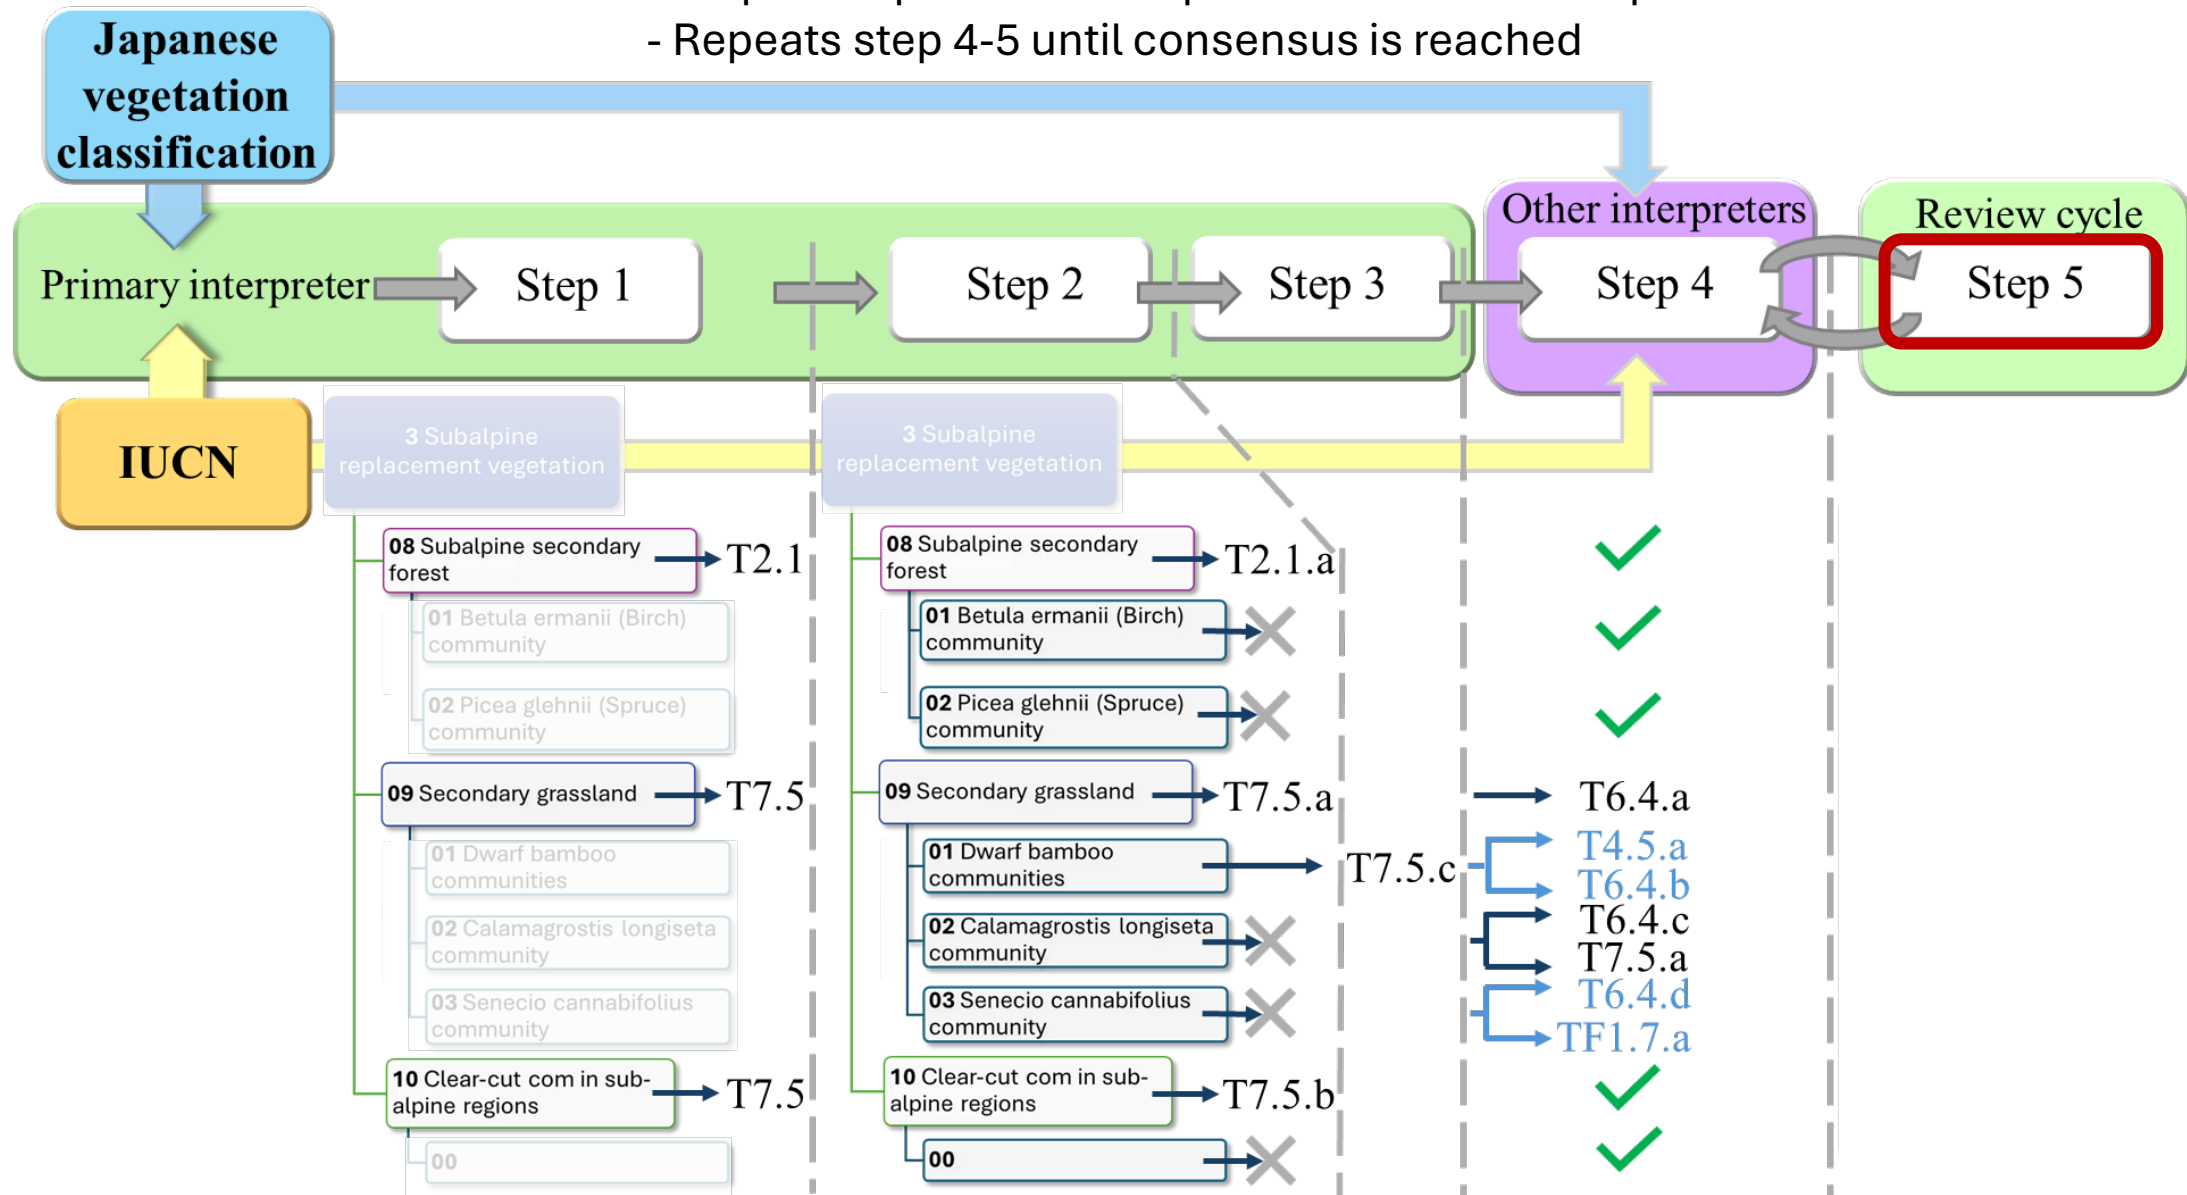 - Repeats step 4-5 until consensus is reached
Japanese
vegetation
classification
Primary interpreter
Step 1
Step 2
Step 3
Other interpreters
Step 4
Review cycle
Step 5
IUCN
3 Subalpine
replacement vegetation
08 Subalpine secondary
forest
T2.1
01 Betula ermanii (Birch)
community
02 Picea glehnii (Spruce)
community
09 Secondary grassland
T7.5
01 Dwarf bamboo
communities
02 Calamagrostis longiseta
community
03 Senecio cannabifolius
community
10 Clear-cut com in sub-
alpine regions
T7.5
00
3 Subalpine
replacement vegetation
08 Subalpine secondary
forest
T2.1.a
01 Betula ermanii (Birch)
community
02 Picea glehnii (Spruce)
community
09 Secondary grassland
T7.5.a
01 Dwarf bamboo
communities
02 Calamagrostis longiseta
community
03 Senecio cannabifolius
community
10 Clear-cut com in sub-
alpine regions
T7.5.b
00
T7.5.c
T6.4.a
T4.5.a
T6.4.b
T6.4.c
T7.5.a
T6.4.d
TF1.7.a